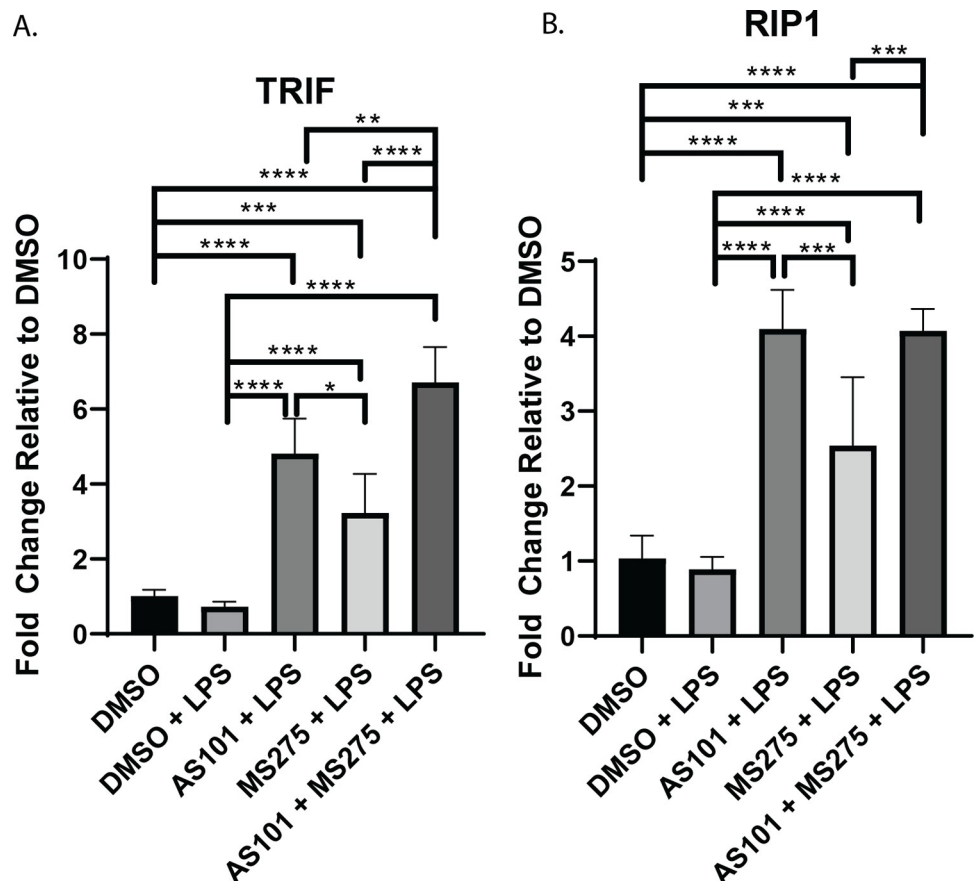 A.
TRIF
**
****
****
***
****
****
****
****
*
Fold Change Relative to DMSO
10
8
6
4
2
0
DMSO
DMSO + LPS
AS101 + LPS
MS275 + LPS
AS101 + MS275 + LPS
B.
RIP1
***
****
***
****
****
****
****
***
Fold Change Relative to DMSO
5
4
3
2
1
0
DMSO
DMSO + LPS
AS101 + LPS
MS275 + LPS
AS101 + MS275 + LPS